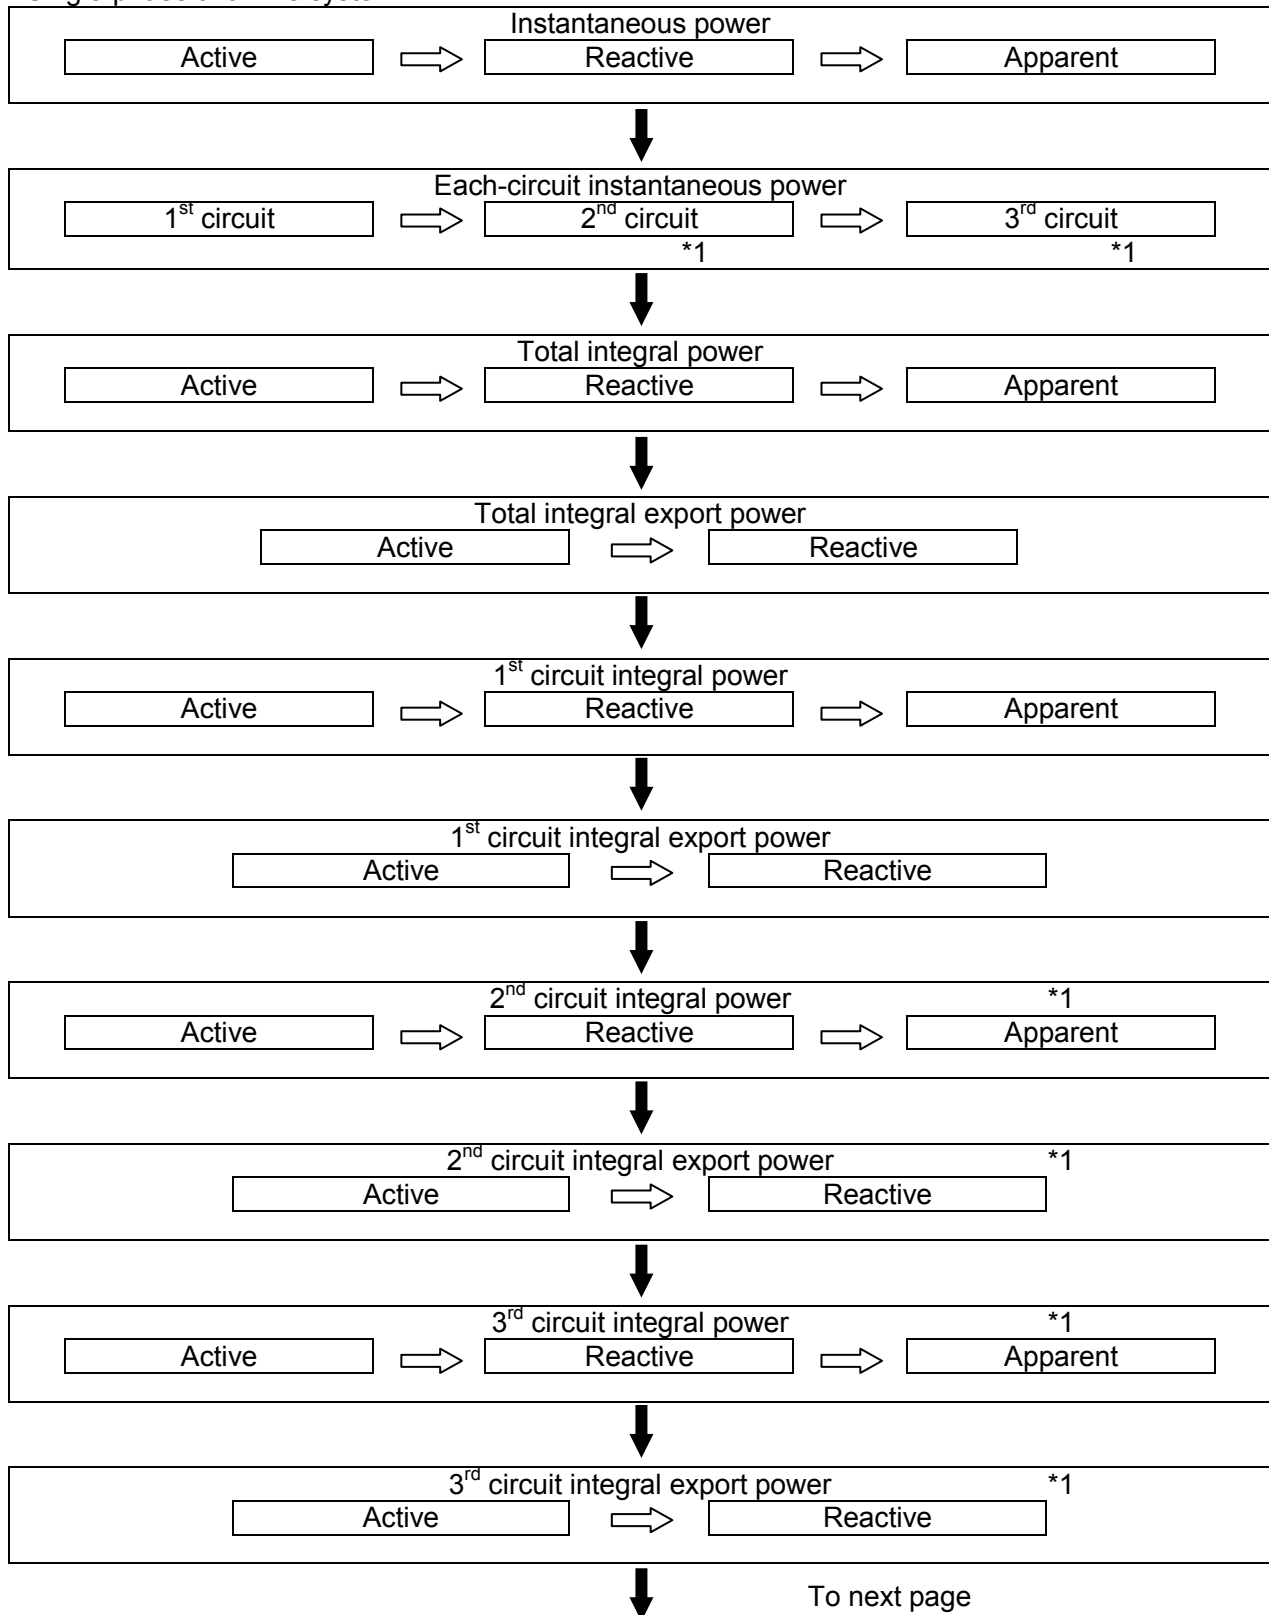 Instantaneous power
Active Reactive Apparent
Each-circuit instantaneous power
1st circuit 2nd circuit 3rd circuit
*1 *1
Total integral power
Active Reactive Apparent
Total integral export power
Active Reactive
1st circuit integral power
Active Reactive Apparent
1st circuit integral export power
Active Reactive
2nd circuit integral power *1
Active Reactive Apparent
2nd circuit integral export power *1
Active Reactive
3rd circuit integral power *1
Active Reactive Apparent
3rd circuit integral export power *1
Active Reactive
To next page